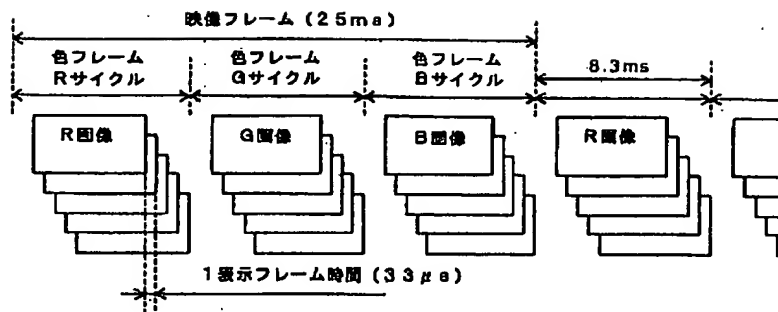 映像フレーム (25ms)
色フレーム 色フレーム 色フレーム
Rサイクル Gサイクル Bサイクル 8.3ms
R画像 G画像 B画像 R画像
1表示フレーム時間 (33μs)